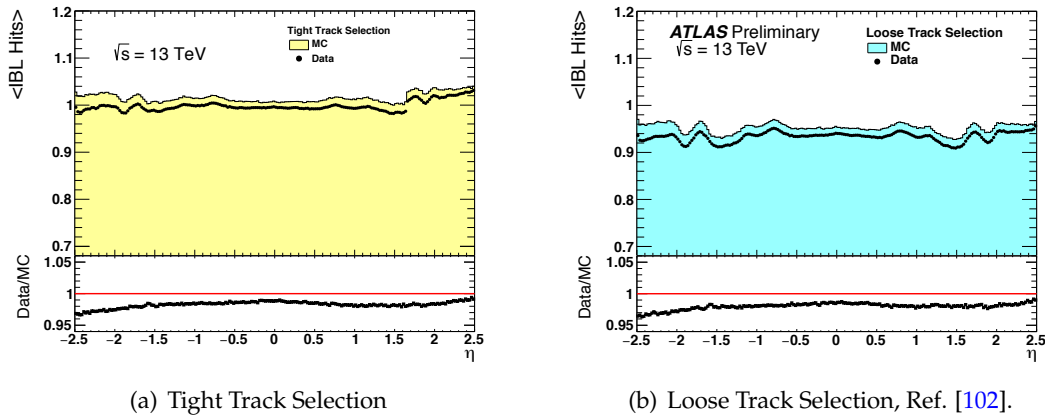 <IBL Hits>
1.2
1.1
1
0.9
0.8
0.7
√s = 13 TeV
Tight Track Selection
MC
Data
Data/MC
1.05
1
0.95
−2.5 −2 −1.5 −1 −0.5 0 0.5 1 1.5 2 2.5
η
(a) Tight Track Selection
<IBL Hits>
1.2
1.1
1
0.9
0.8
0.7
ATLAS Preliminary
√s = 13 TeV
Loose Track Selection
MC
Data
Data/MC
1.05
1
0.95
−2.5 −2 −1.5 −1 −0.5 0 0.5 1 1.5 2 2.5
η
(b) Loose Track Selection, Ref. [102].